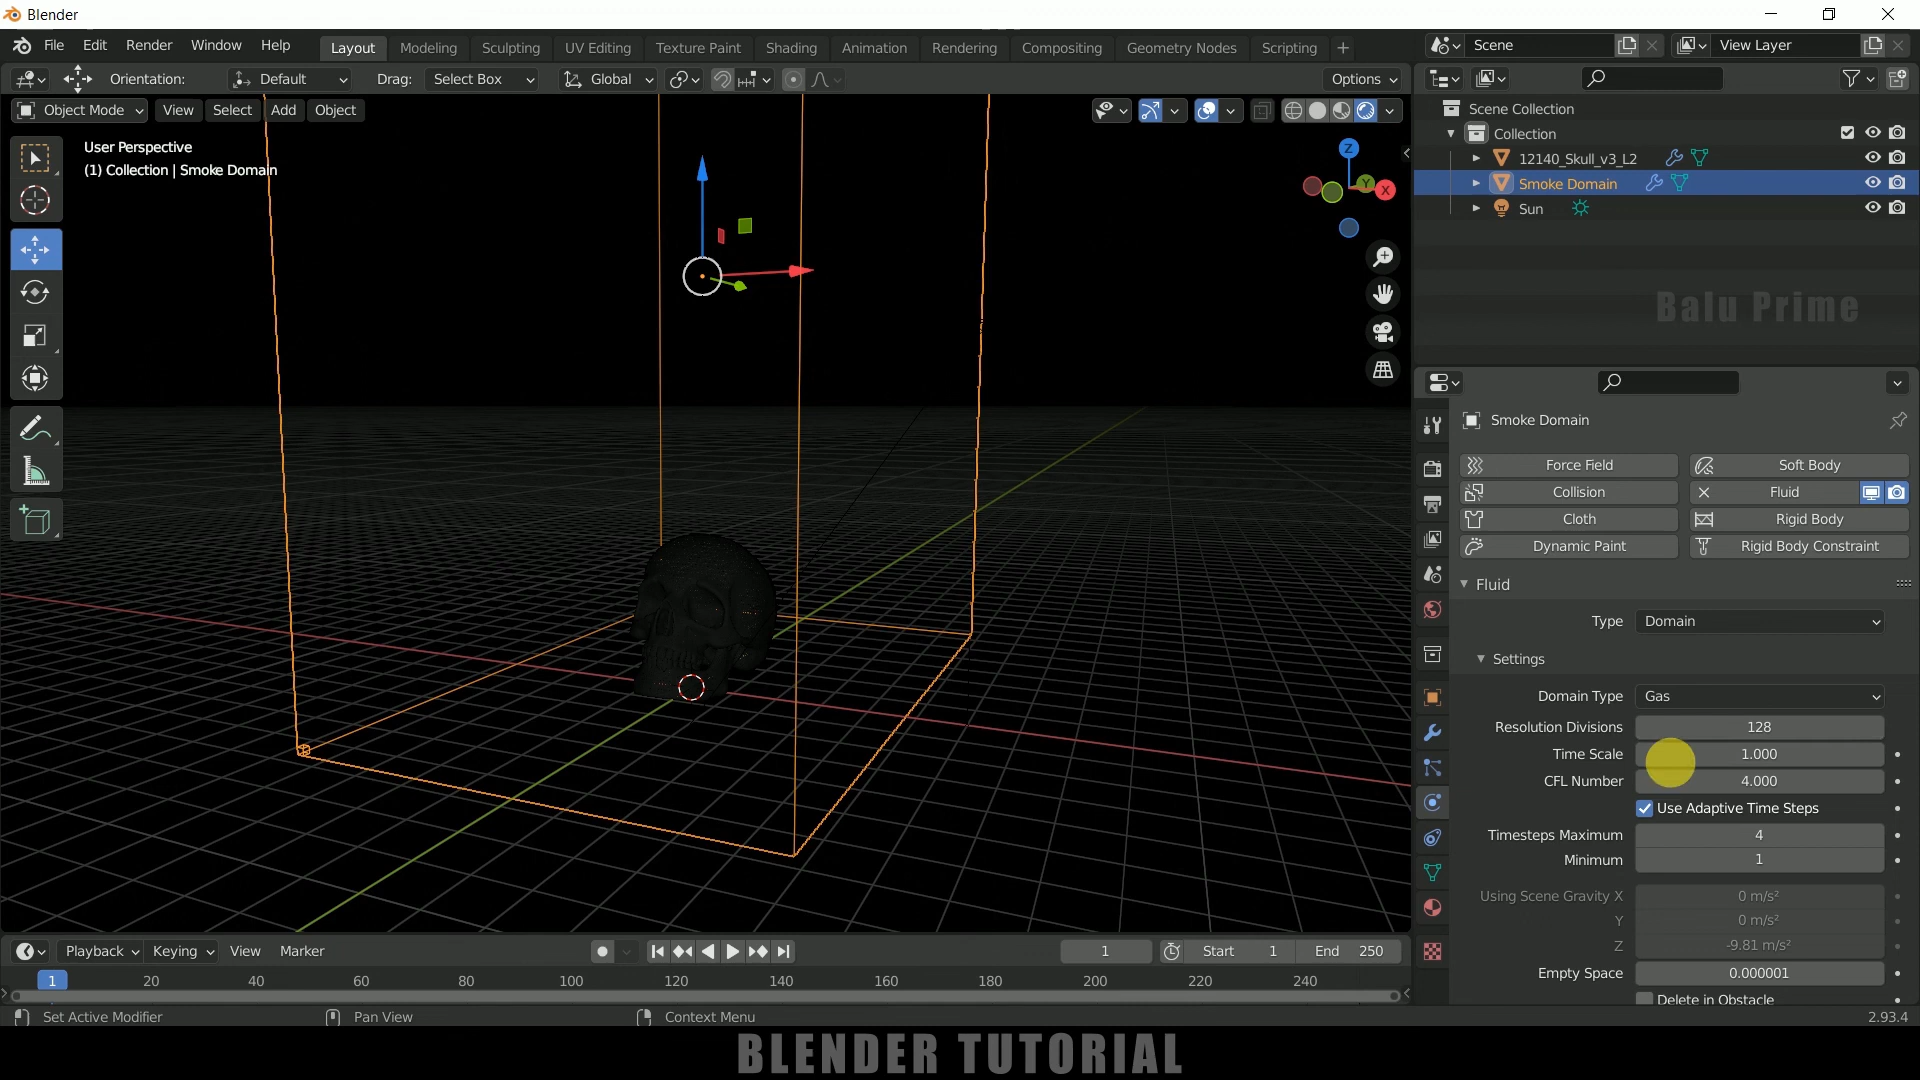 Blender
File Edit Render Window Help Layout Modeling Sculpting UV Editing Texture Paint Shading Animation Rendering Compositing Geometry Nodes Scripting + Scene View Layer
Orientation: Default Drag: Select Box Global Options
Object Mode View Select Add Object
User Perspective
(1) Collection | Smoke Domain
Z
Y
X
Scene Collection
Collection
12140_Skull_v3_L2
Smoke Domain
Sun
Balu Prime
Smoke Domain
Force Field Soft Body
Collision Fluid
Cloth Rigid Body
Dynamic Paint Rigid Body Constraint
Fluid
Type Domain
Settings
Domain Type Gas
Resolution Divisions 128
Time Scale 1.000
CFL Number 4.000
Use Adaptive Time Steps
Timesteps Maximum 4
Minimum 1
Using Scene Gravity X 0 m/s²
Y 0 m/s²
Z -9.81 m/s²
Empty Space 0.000001
Delete in Obstacle
Playback Keying View Marker 1 Start 1 End 250
1 20 40 60 80 100 120 140 160 180 200 220 240
Set Active Modifier Pan View Context Menu 2.93.4
BLENDER TUTORIAL